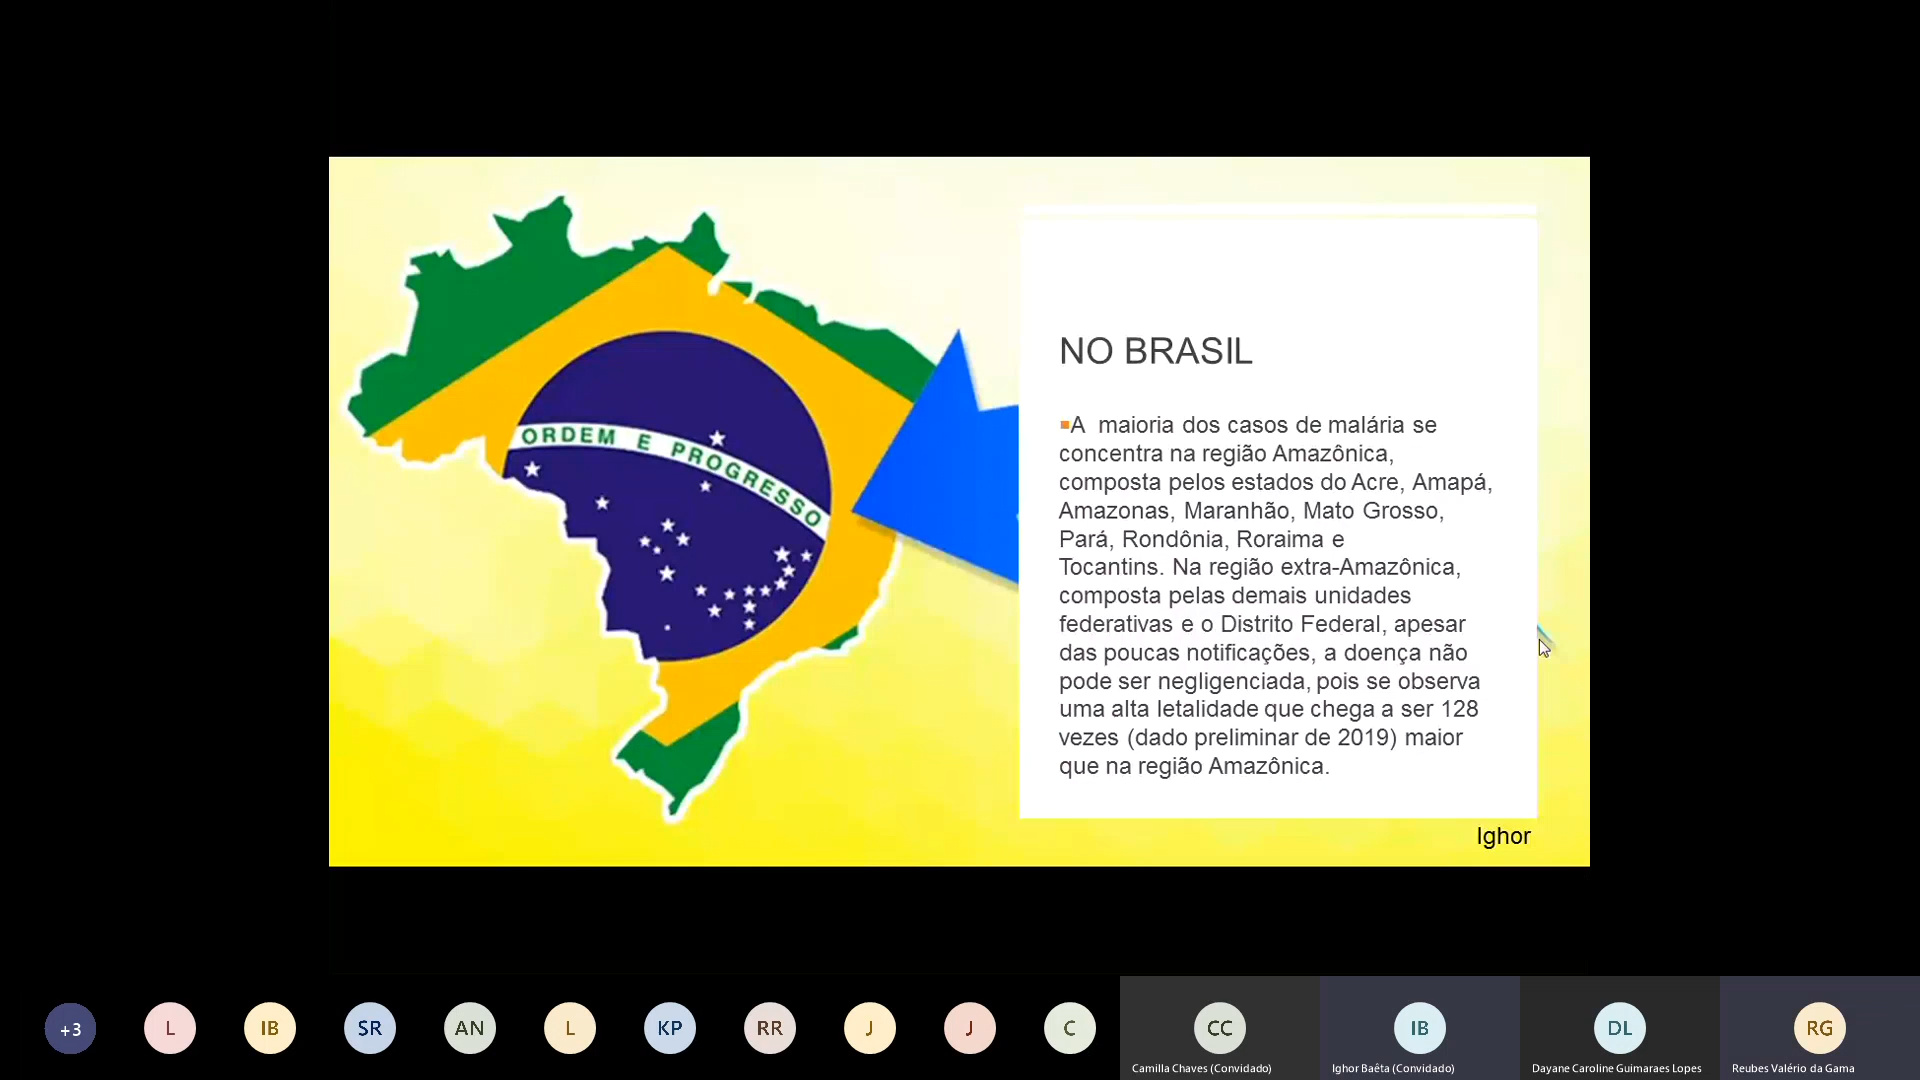 ORDEM E PROGRESSO
NO BRASIL
▪A maioria dos casos de malária se
concentra na região Amazônica,
composta pelos estados do Acre, Amapá,
Amazonas, Maranhão, Mato Grosso,
Pará, Rondônia, Roraima e
Tocantins. Na região extra-Amazônica,
composta pelas demais unidades
federativas e o Distrito Federal, apesar
das poucas notificações, a doença não
pode ser negligenciada, pois se observa
uma alta letalidade que chega a ser 128
vezes (dado preliminar de 2019) maior
que na região Amazônica.
Ighor
+3 L IB SR AN L KP RR J J C CC IB DL RG
Camilla Chaves (Convidado) Ighor Baêta (Convidado) Dayane Caroline Guimaraes Lopes Reubes Valério da Gama